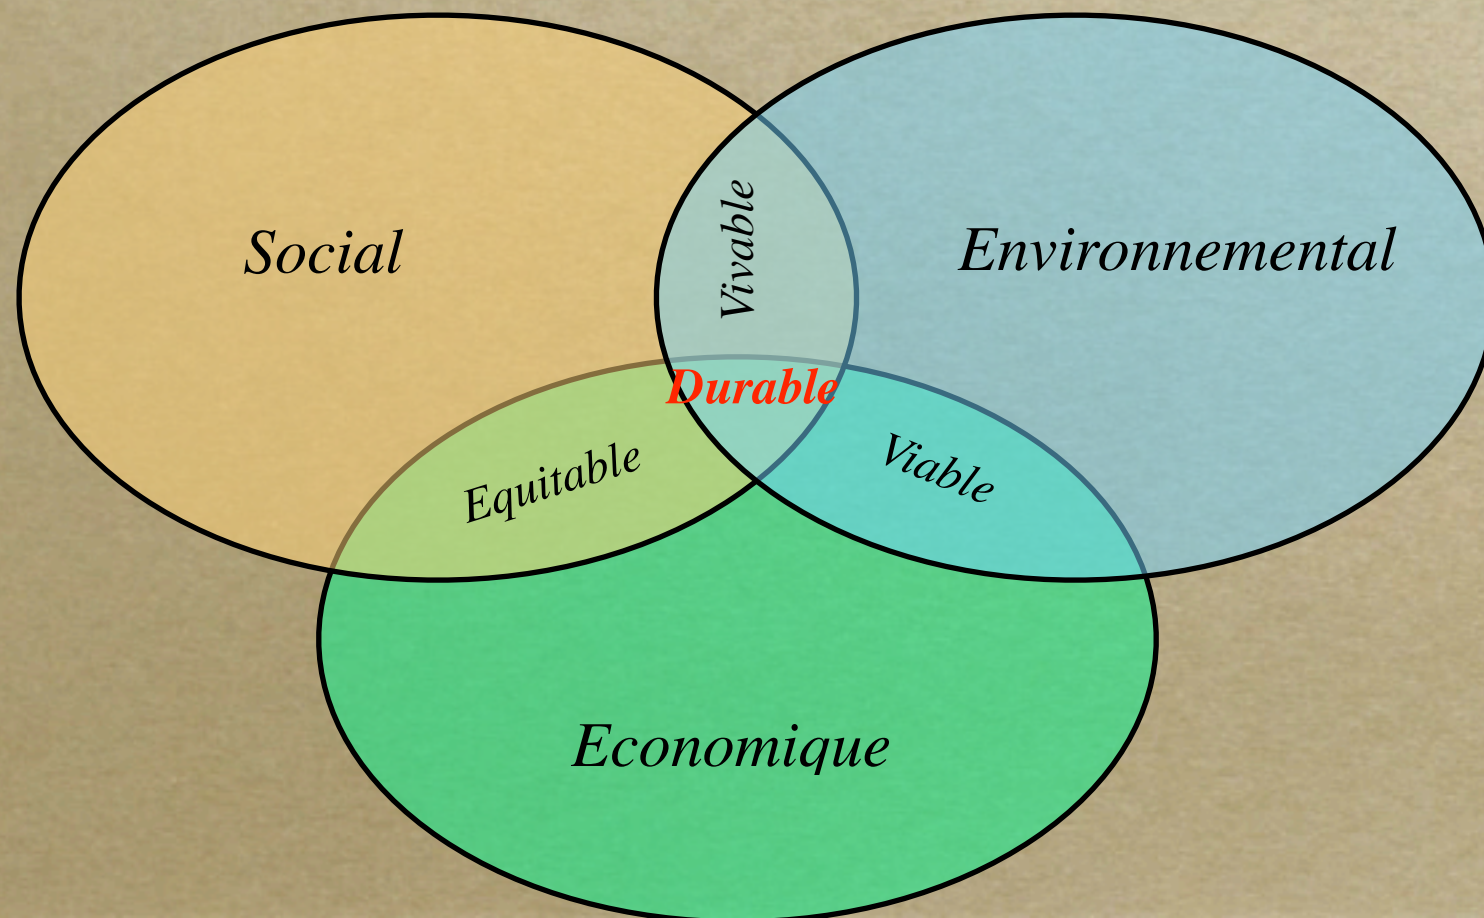 Social
Environnemental
Vivable
Durable
Equitable
Viable
Economique